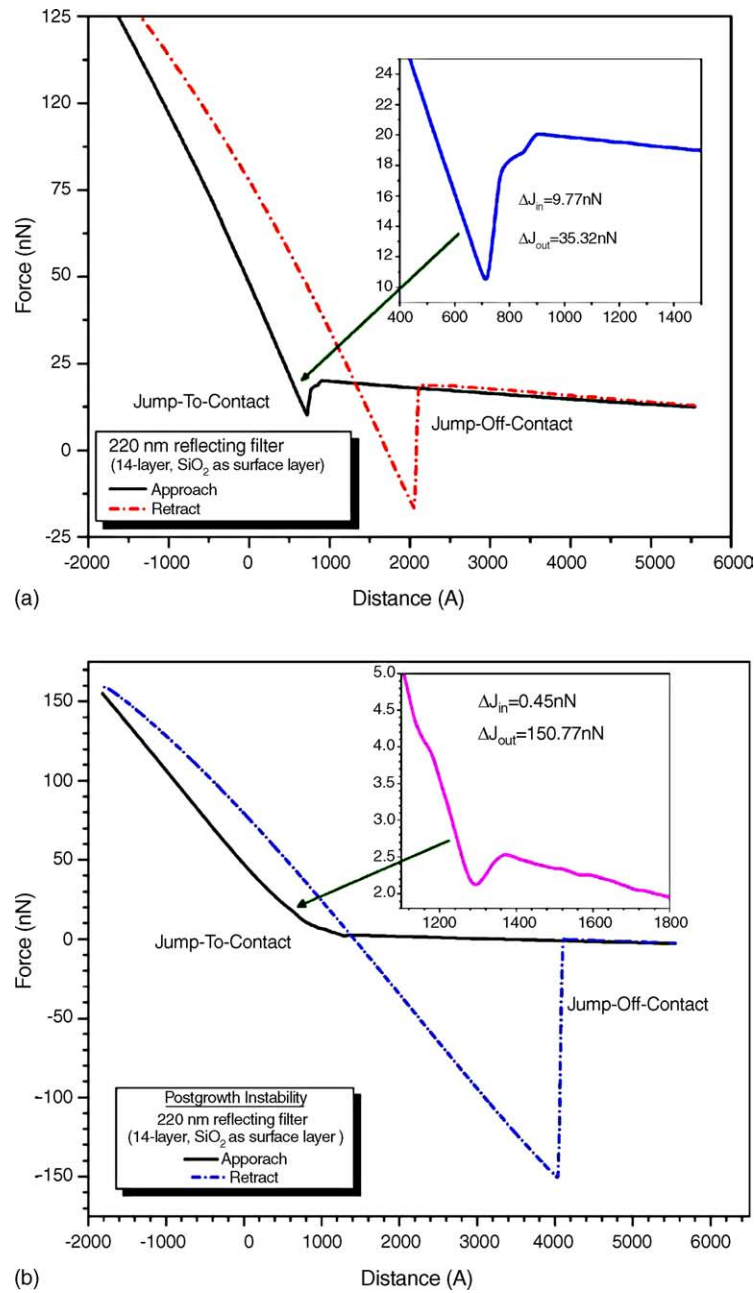 125
100
75
50
25
0
-25
Force (nN)
24
22
20
18
16
14
12
10
400 600 800 1000 1200 1400
ΔJin=9.77nN
ΔJout=35.32nN
Jump-To-Contact
Jump-Off-Contact
220 nm reflecting filter
(14-layer, SiO2 as surface layer)
Approach
Retract
-2000 -1000 0 1000 2000 3000 4000 5000 6000
(a)
Distance (A)
150
100
50
0
-50
-100
-150
Force (nN)
5.0
4.5
4.0
3.5
3.0
2.5
2.0
1200 1400 1600 1800
ΔJin=0.45nN
ΔJout=150.77nN
Jump-To-Contact
Jump-Off-Contact
Postgrowth Instability
220 nm reflecting filter
(14-layer, SiO2 as surface layer )
Apporach
Retract
-2000 -1000 0 1000 2000 3000 4000 5000 6000
(b)
Distance (A)